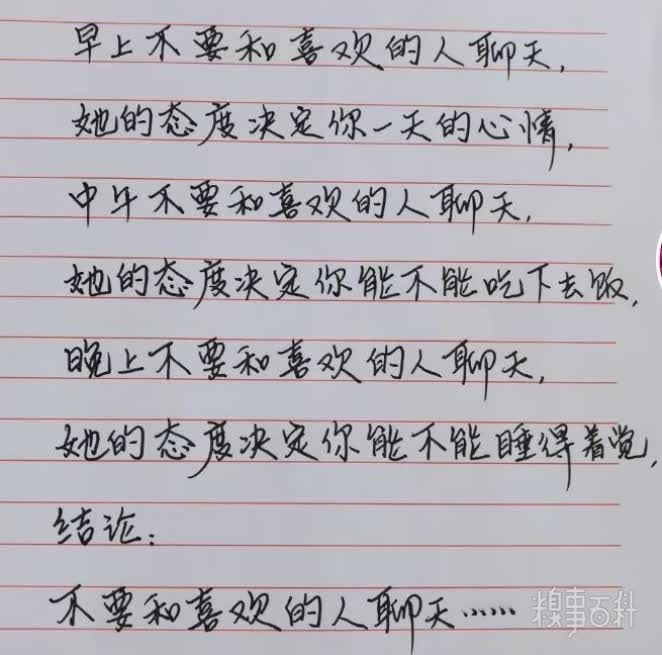 早上不要和喜欢的人聊天,
她的态度决定你一天的心情,
中午不要和喜欢的人聊天,
她的态度决定你能不能吃下去饭,
晚上不要和喜欢的人聊天,
她的态度决定你能不能睡得着觉,
结论:
不要和喜欢的人聊天……
糗事百科